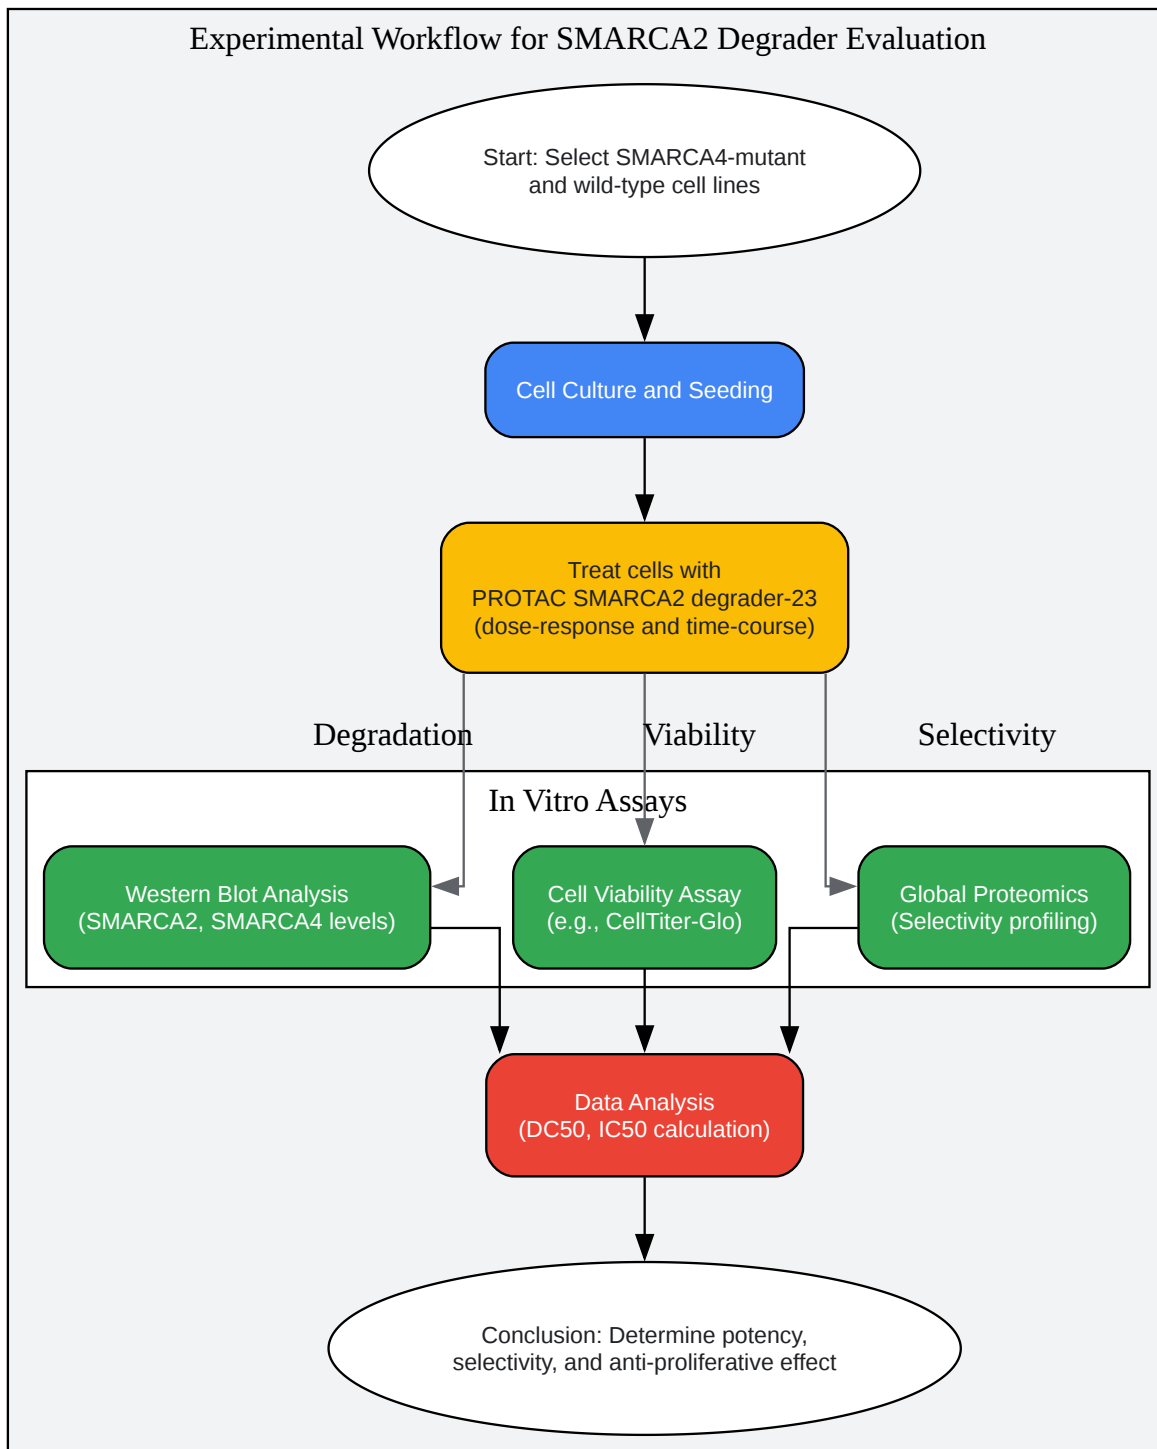 Experimental Workflow for SMARCA2 Degrader Evaluation
Start: Select SMARCA4-mutant
and wild-type cell lines
Cell Culture and Seeding
Treat cells with
PROTAC SMARCA2 degrader-23
(dose-response and time-course)
Degradation
Viability
Selectivity
In Vitro Assays
Western Blot Analysis
(SMARCA2, SMARCA4 levels)
Cell Viability Assay
(e.g., CellTiter-Glo)
Global Proteomics
(Selectivity profiling)
Data Analysis
(DC50, IC50 calculation)
Conclusion: Determine potency,
selectivity, and anti-proliferative effect